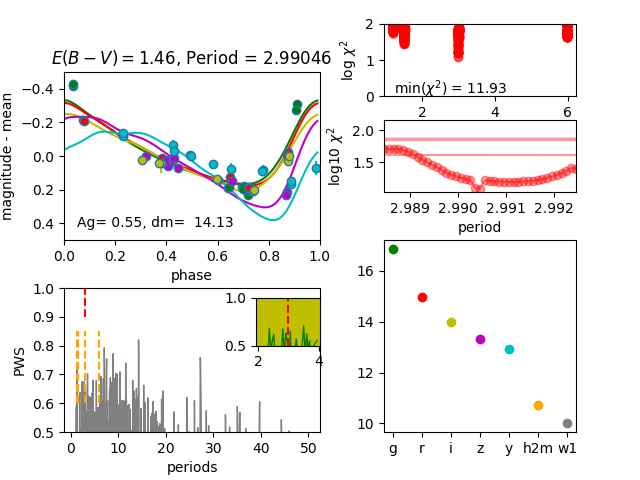 E(B − V) = 1.46, Period = 2.99046
magnitude - mean
−0.4
−0.2
0.0
0.2
0.4
Ag= 0.55, dm=  14.13
0.0 0.2 0.4 0.6 0.8 1.0
phase
log χ²
2
1
0
min(χ²) = 11.93
2 4 6
log10 χ²
2.0
1.5
2.989 2.990 2.991 2.992
period
PWS
1.0
0.9
0.8
0.7
0.6
0.5
1.0
0.5
2 4
0 10 20 30 40 50
periods
16
14
12
10
g r i z y h2m w1